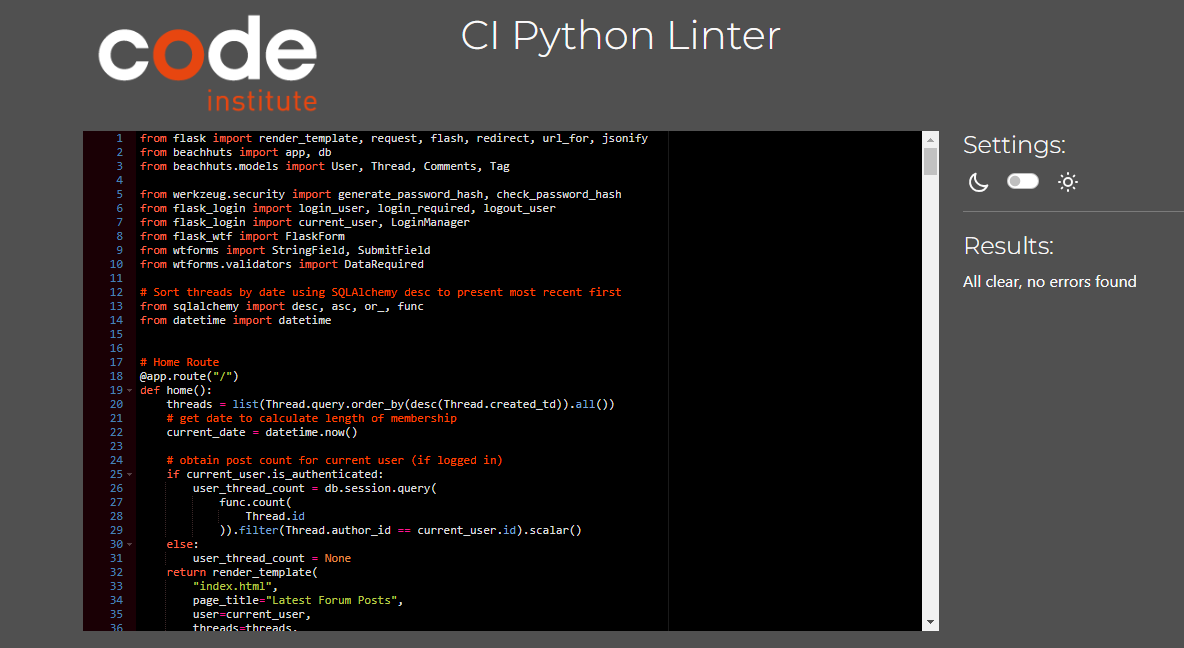 code
institute
CI Python Linter
1 from flask import render_template, request, flash, redirect, url_for, jsonify
2 from beachhuts import app, db
3 from beachhuts.models import User, Thread, Comments, Tag
4
5 from werkzeug.security import generate_password_hash, check_password_hash
6 from flask_login import login_user, login_required, logout_user
7 from flask_login import current_user, LoginManager
8 from flask_wtf import FlaskForm
9 from wtforms import StringField, SubmitField
10 from wtforms.validators import DataRequired
11
12 # Sort threads by date using SQLAlchemy desc to present most recent first
13 from sqlalchemy import desc, asc, or_, func
14 from datetime import datetime
15
16
17 # Home Route
18 @app.route("/")
19 def home():
20 threads = list(Thread.query.order_by(desc(Thread.created_td)).all())
21 # get date to calculate length of membership
22 current_date = datetime.now()
23
24 # obtain post count for current user (if logged in)
25 if current_user.is_authenticated:
26 user_thread_count = db.session.query(
27 func.count(
28 Thread.id
29 )).filter(Thread.author_id == current_user.id).scalar()
30 else:
31 user_thread_count = None
32 return render_template(
33 "index.html",
34 page_title="Latest Forum Posts",
35 user=current_user,
36 threads=threads,
Settings:
Results:
All clear, no errors found